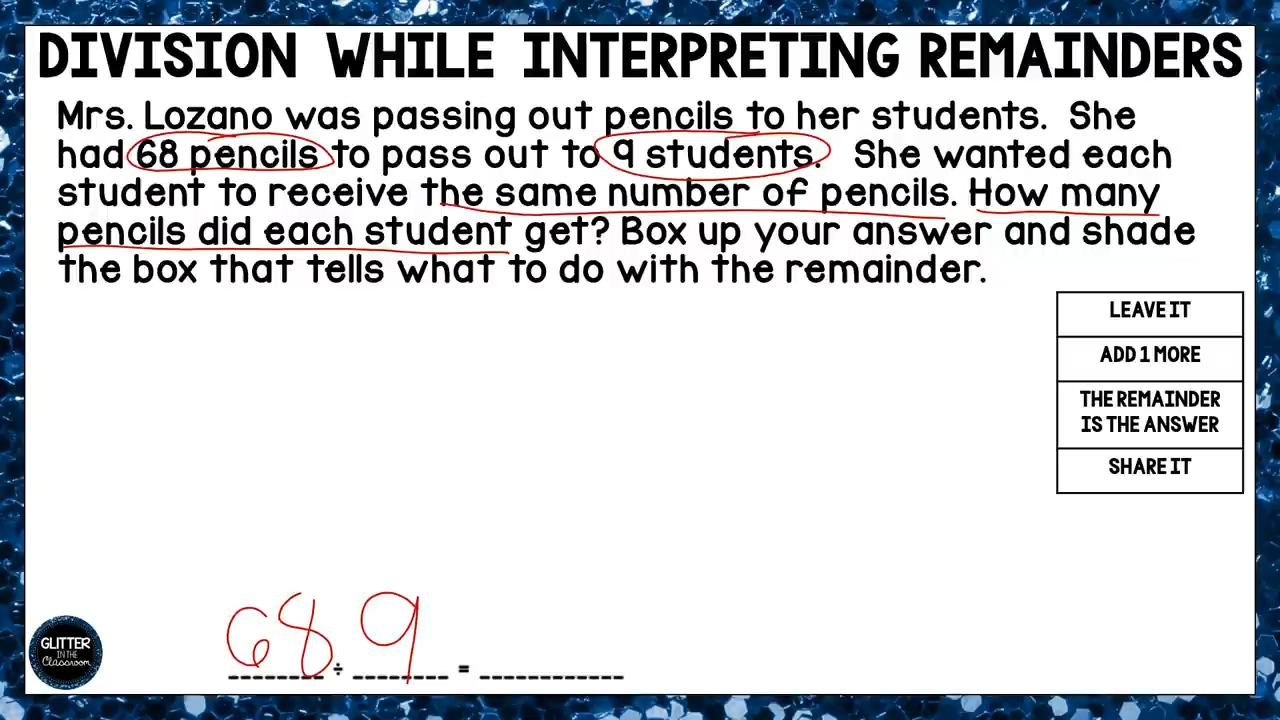 DIVISION WHILE INTERPRETING REMAINDERS
Mrs. Lozano was passing out pencils to her students. She
had 68 pencils to pass out to 9 students. She wanted each
student to receive the same number of pencils. How many
pencils did each student get? Box up your answer and shade
the box that tells what to do with the remainder.
LEAVE IT
ADD 1 MORE
THE REMAINDER
IS THE ANSWER
SHARE IT
68 ÷ 9 =
GLITTER
IN THE
Classroom